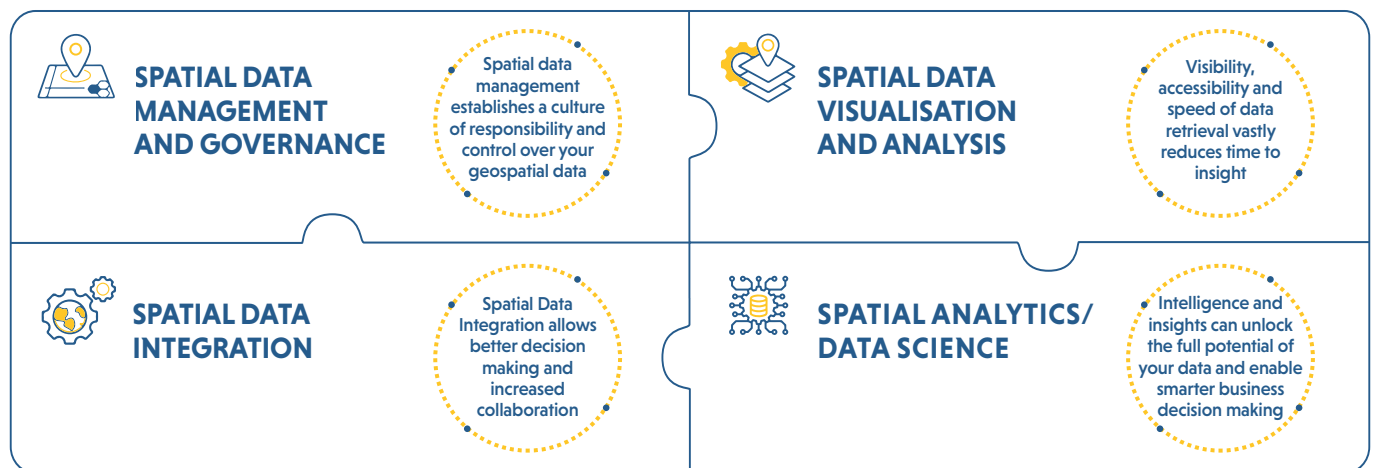 SPATIAL DATA
MANAGEMENT
AND GOVERNANCE
Spatial data
management
establishes a culture
of responsibility and
control over your
geospatial data
SPATIAL DATA
VISUALISATION
AND ANALYSIS
Visibility,
accessibility and
speed of data
retrieval vastly
reduces time to
insight
SPATIAL DATA
INTEGRATION
Spatial Data
Integration allows
better decision
making and
increased
collaboration
SPATIAL ANALYTICS/
DATA SCIENCE
Intelligence and
insights can unlock
the full potential of
your data and enable
smarter business
decision making